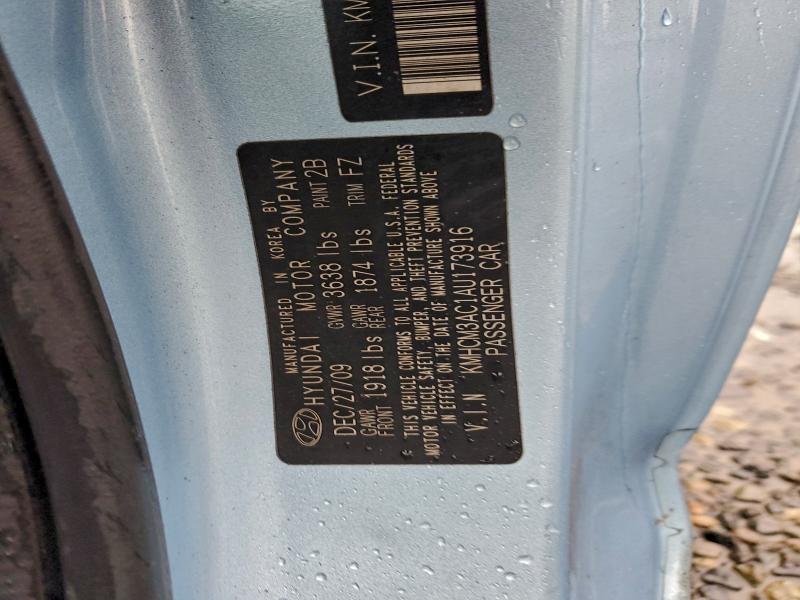 MANUFACTURED IN KOREA BY
HYUNDAI MOTOR COMPANY
DEC/27/09 GVWR: 3638 lbs PAINT 2B
GAWR FRONT 1918 lbs GAWR REAR 1874 lbs TRIM FZ
THIS VEHICLE CONFORMS TO ALL APPLICABLE U.S.A. FEDERAL
MOTOR VEHICLE SAFETY, BUMPER, AND THEFT PREVENTION STANDARDS
IN EFFECT ON THE DATE OF MANUFACTURE SHOWN ABOVE
V.I.N KMHCM3AC1AU173916
PASSENGER CAR
V.I.N. KM